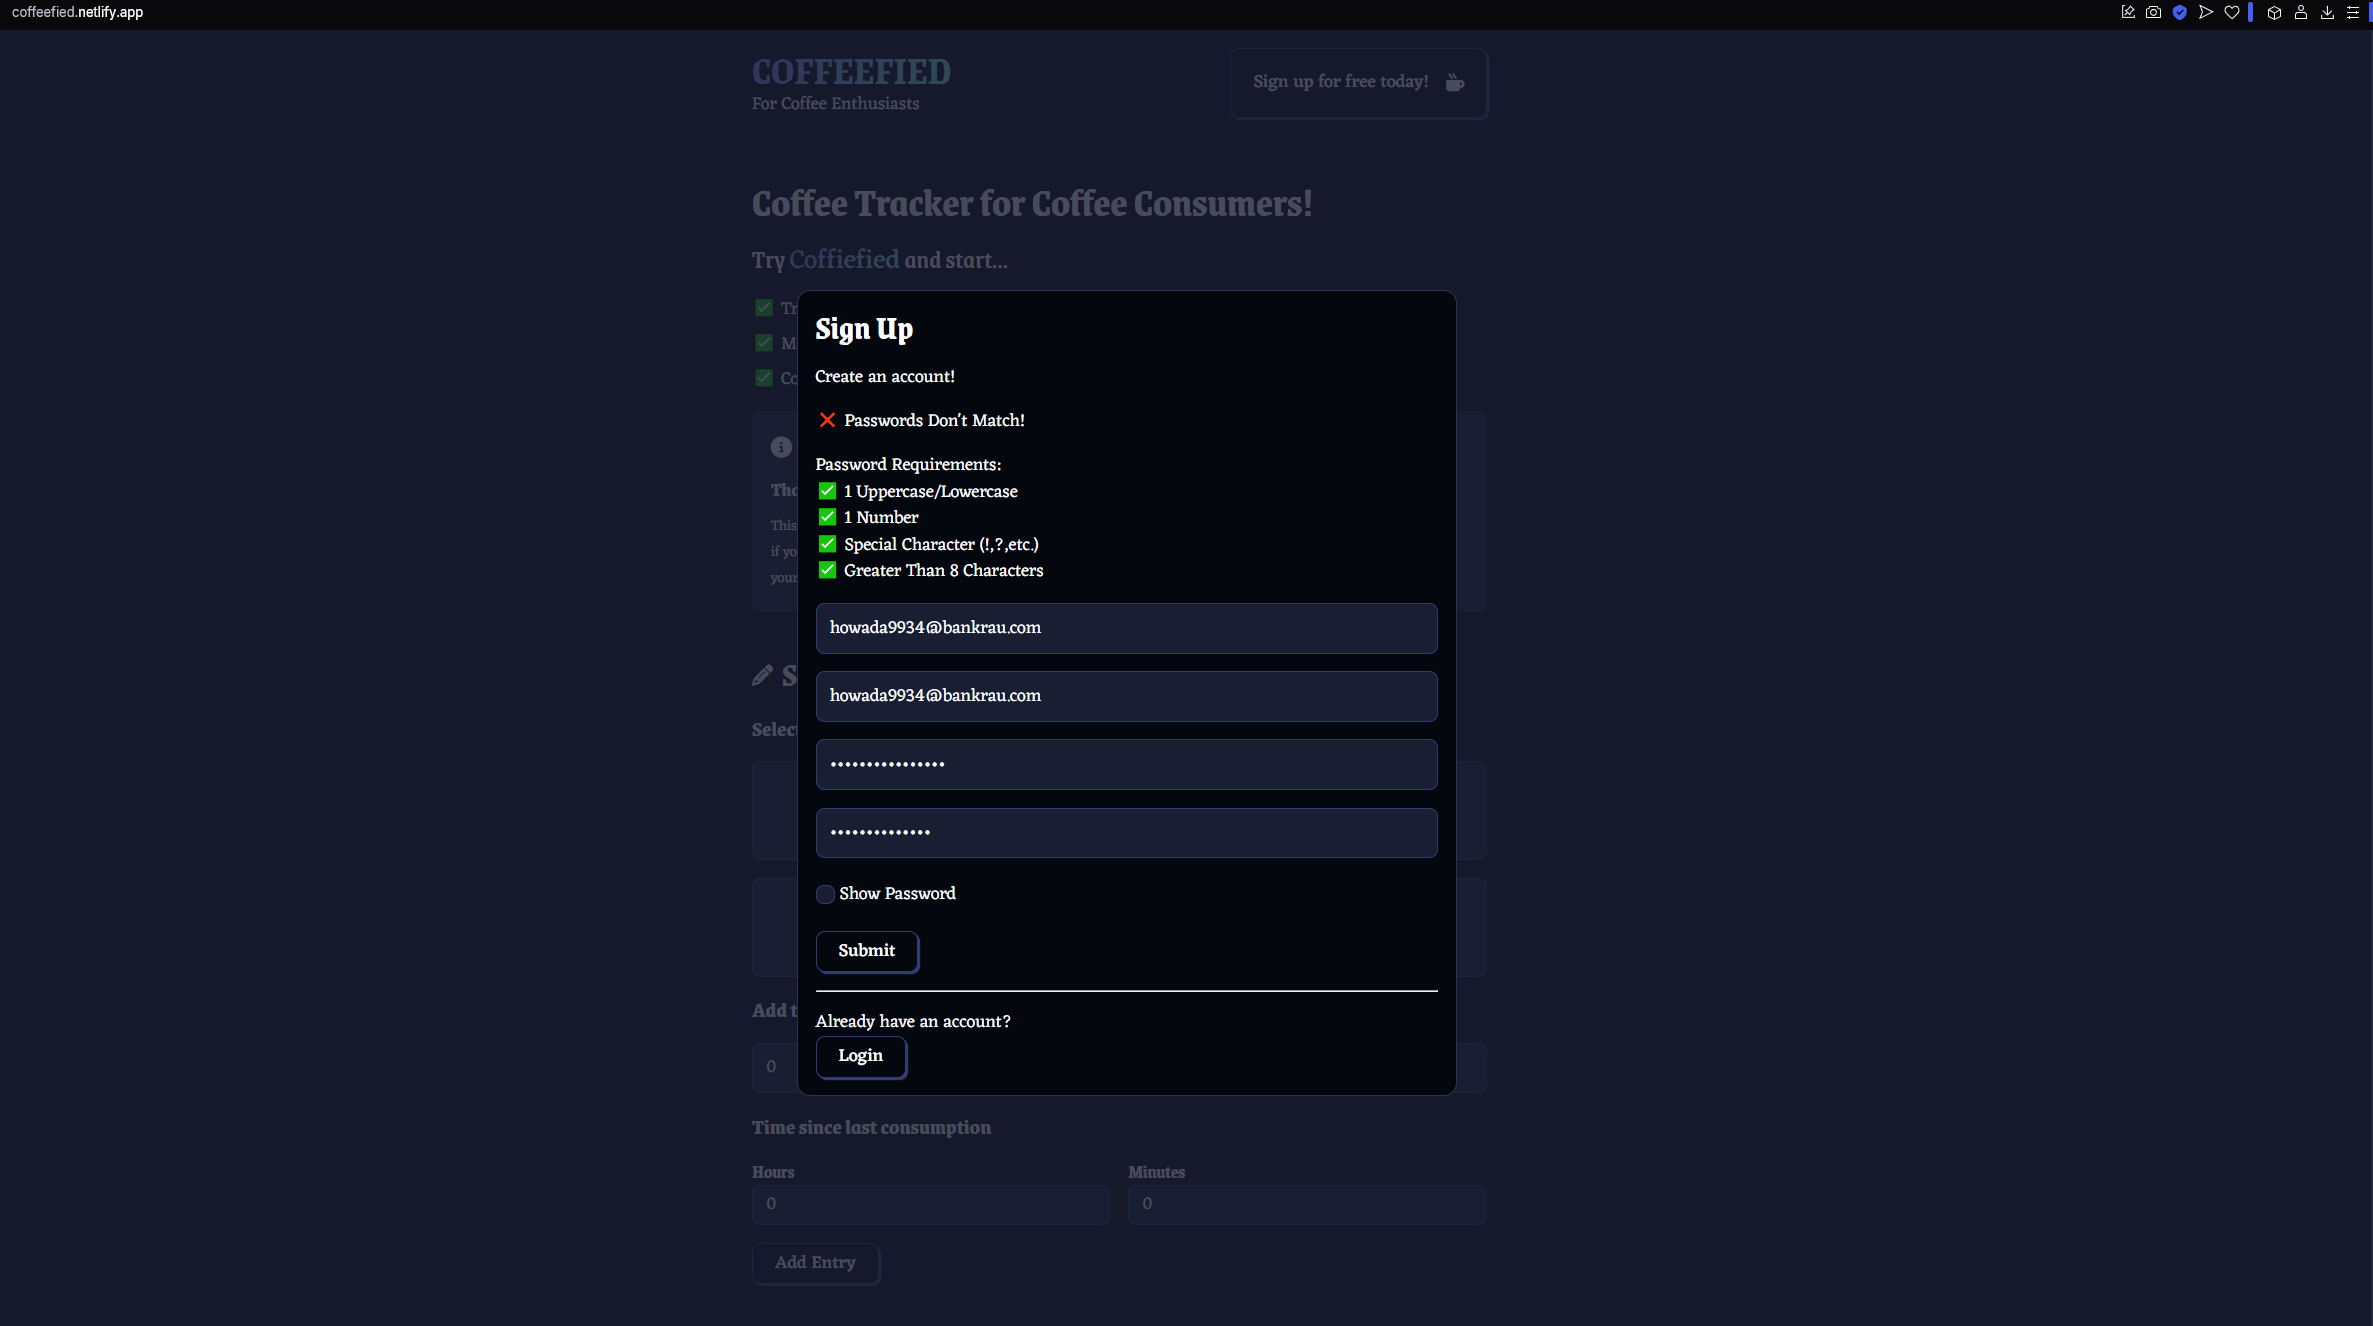 coffeefied.netlify.app
COFFEEFIED
For Coffee Enthusiasts
Sign up for free today!
Coffee Tracker for Coffee Consumers!
Try Coffiefied and start...
Sign Up
Create an account!
Passwords Don't Match!
Password Requirements:
1 Uppercase/Lowercase
1 Number
Special Character (!,?,etc.)
Greater Than 8 Characters
This
if yo
your
howada9934@bankrau.com
howada9934@bankrau.com
••••••••••••••••
••••••••••••••
Show Password
Submit
Already have an account?
Login
Selec
Add t
0
Time since last consumption
Hours
Minutes
0
0
Add Entry